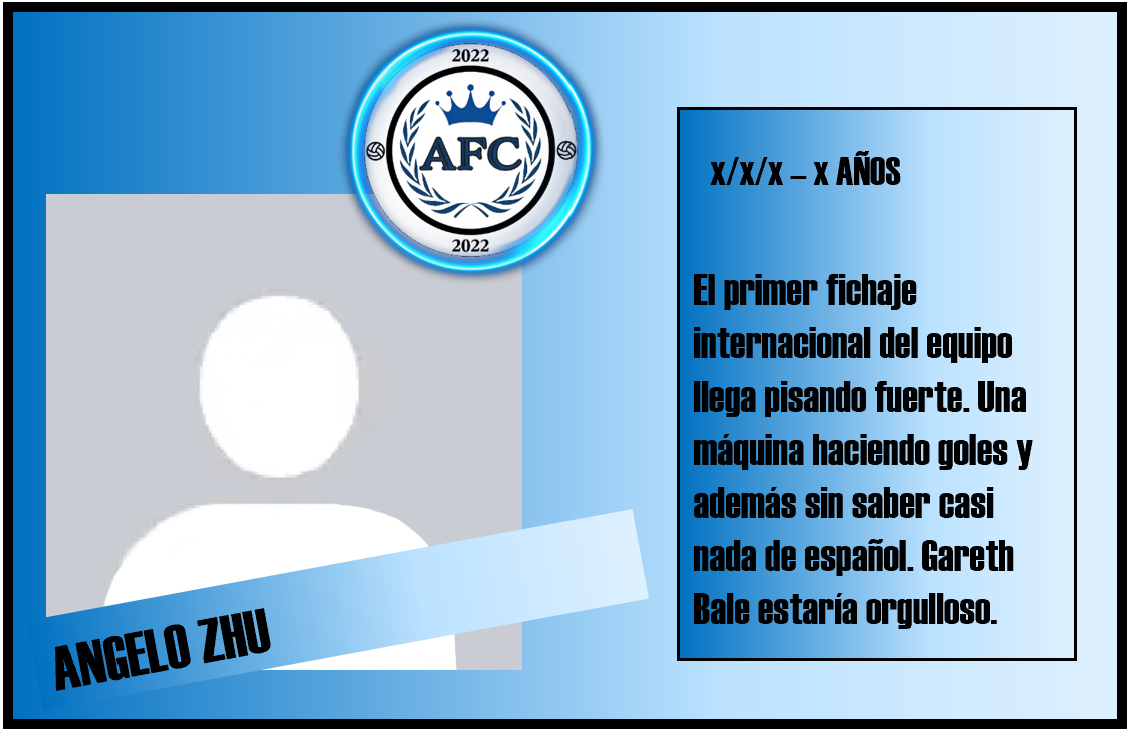 2022
AFC
2022
x/x/x – x AÑOS
El primer fichaje
internacional del equipo
llega pisando fuerte. Una
máquina haciendo goles y
además sin saber casi
nada de español. Gareth
Bale estaría orgulloso.
ANGELO ZHU